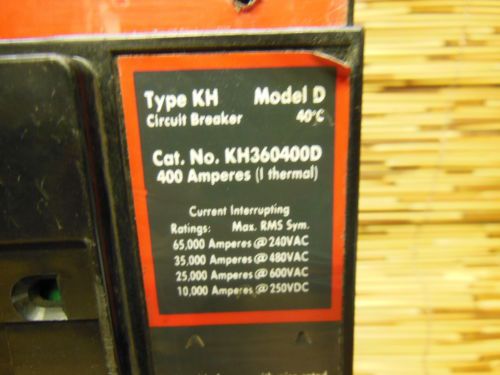 Type KH Model D
Circuit Breaker 40°C
Cat. No. KH360400D
400 Amperes (1 thermal)
Current Interrupting
Ratings: Max. RMS Sym.
65,000 Amperes @ 240VAC
35,000 Amperes @ 480VAC
25,000 Amperes @ 600VAC
10,000 Amperes @ 250VDC